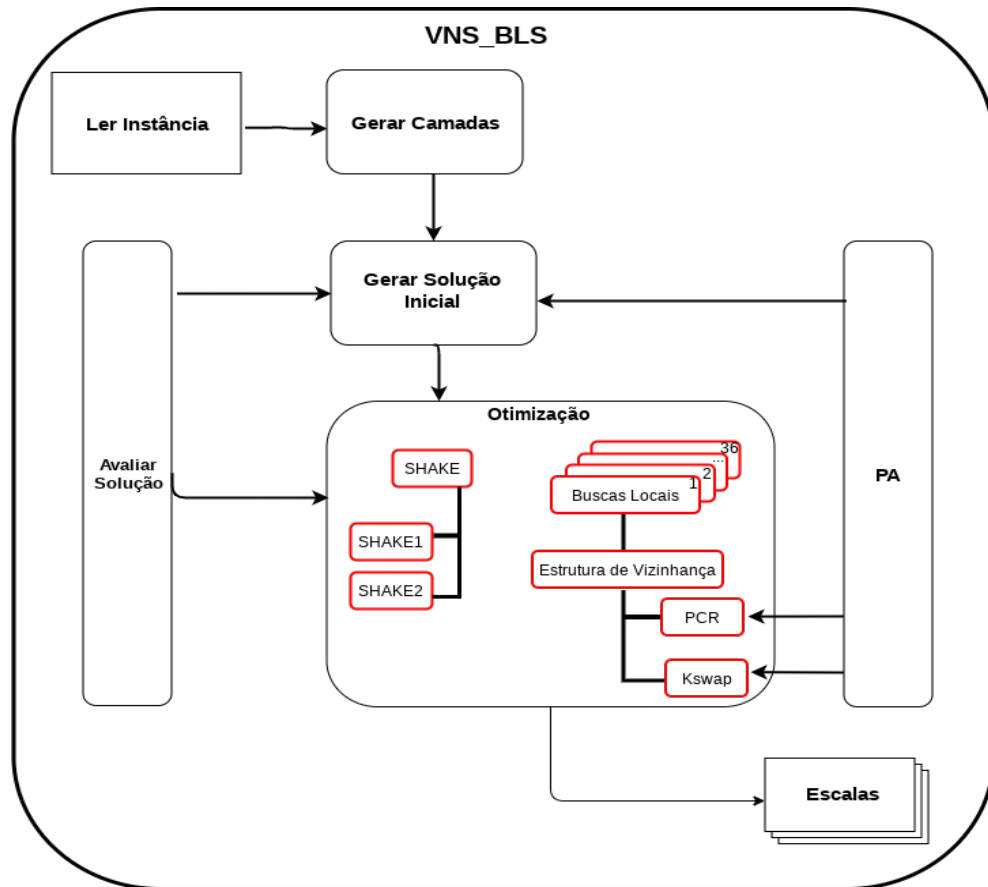 VNS_BLS
Ler Instância
Gerar Camadas
Gerar Solução
Inicial
Avaliar
Solução
PA
Otimização
SHAKE
SHAKE1
SHAKE2
36
...
2
1
Buscas Locais
Estrutura de Vizinhança
PCR
Kswap
Escalas